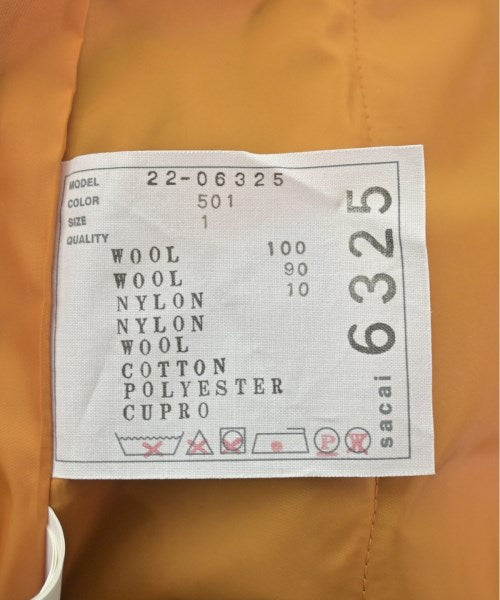 MODEL 22-06325
COLOR 501
SIZE 1
QUALITY
WOOL 100
WOOL 90
NYLON 10
NYLON
WOOL
COTTON
POLYESTER
CUPRO
P W
sacai 6325